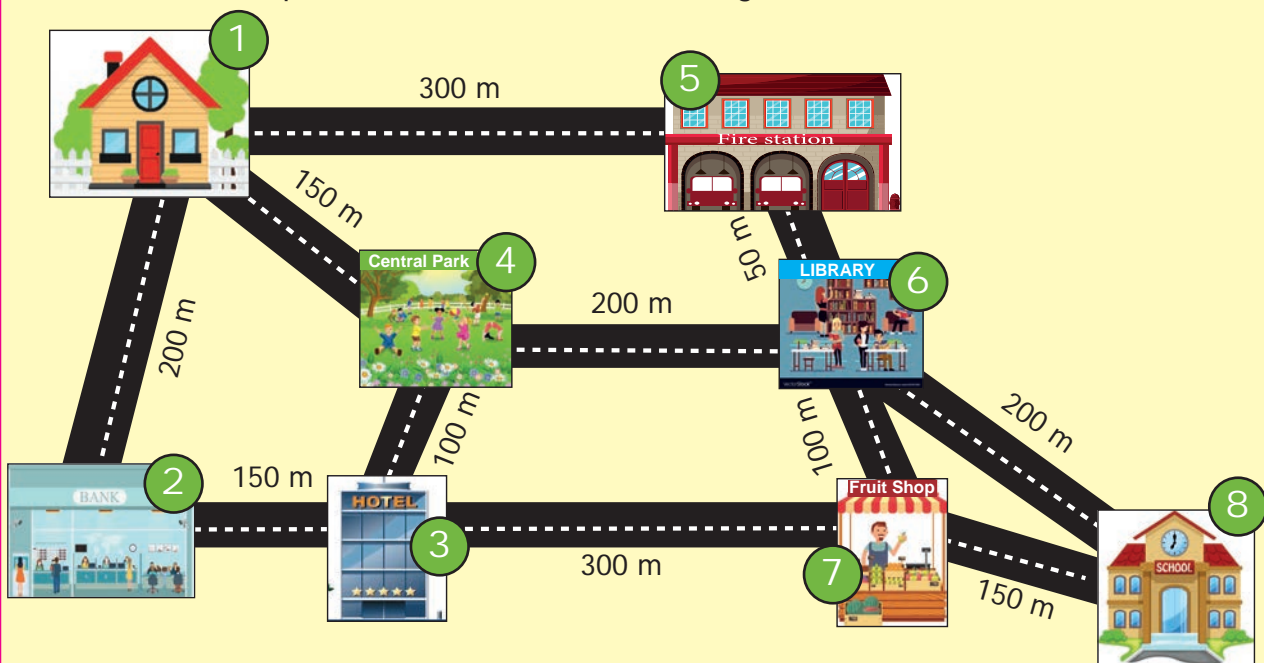 1
300 m
5
Fire station
150 m
50 m
Central Park
4
LIBRARY
6
200 m
200 m
100 m
100 m
200 m
BANK
2
150 m
HOTEL
3
300 m
Fruit Shop
7
150 m
SCHOOL
8